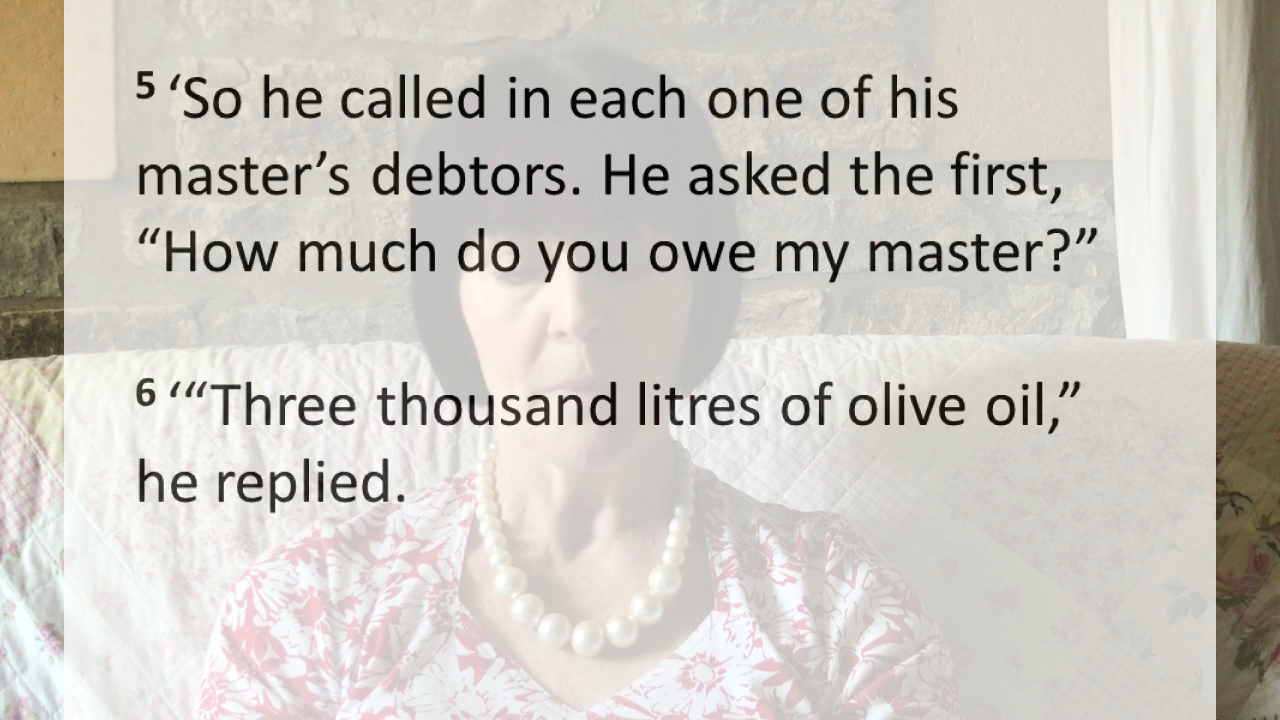 5 ‘So he called in each one of his
master’s debtors. He asked the first,
“How much do you owe my master?”
6 ‘“Three thousand litres of olive oil,”
he replied.